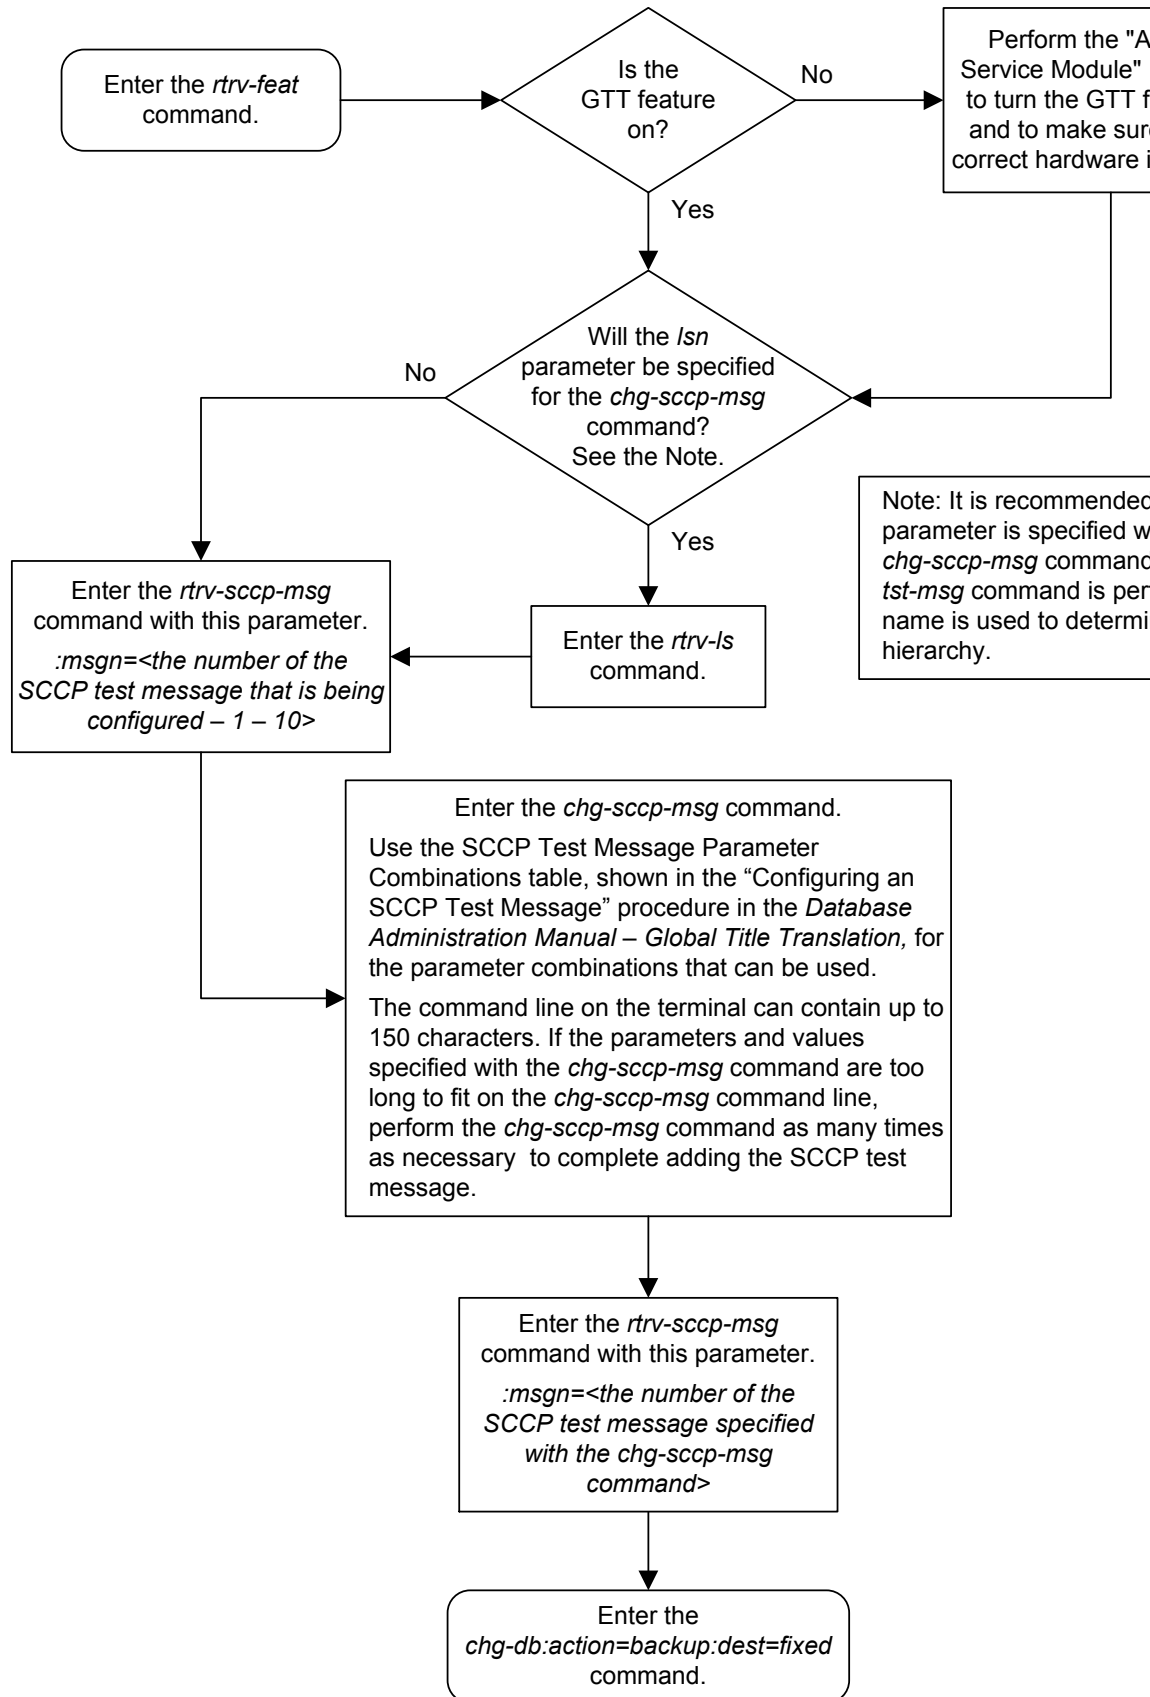 Enter the rtrv-feat
command.
Is the
GTT feature
on?
No
Perform the "A
Service Module"
to turn the GTT f
and to make sure
correct hardware i
Yes
Will the lsn
parameter be specified
for the chg-sccp-msg
command?
See the Note.
No
Note: It is recommended
parameter is specified w
chg-sccp-msg command
tst-msg command is per
name is used to determi
hierarchy.
Yes
Enter the rtrv-sccp-msg
command with this parameter.
:msgn=<the number of the
SCCP test message that is being
configured – 1 – 10>
Enter the rtrv-ls
command.
Enter the chg-sccp-msg command.
Use the SCCP Test Message Parameter
Combinations table, shown in the “Configuring an
SCCP Test Message” procedure in the Database
Administration Manual – Global Title Translation, for
the parameter combinations that can be used.
The command line on the terminal can contain up to
150 characters. If the parameters and values
specified with the chg-sccp-msg command are too
long to fit on the chg-sccp-msg command line,
perform the chg-sccp-msg command as many times
as necessary to complete adding the SCCP test
message.
Enter the rtrv-sccp-msg
command with this parameter.
:msgn=<the number of the
SCCP test message specified
with the chg-sccp-msg
command>
Enter the
chg-db:action=backup:dest=fixed
command.